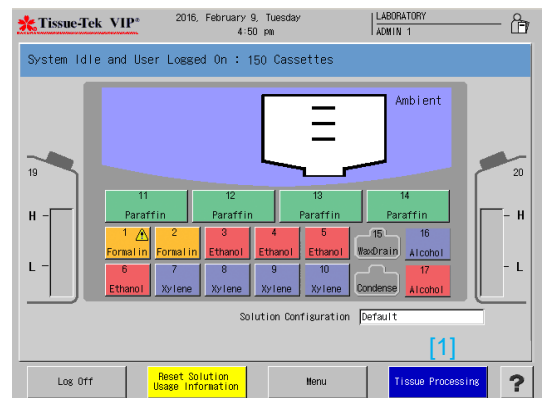 Tissue-Tek VIP®
2016, February 9, Tuesday
4:50 pm
LABORATORY
ADMIN 1
System Idle and User Logged On : 150 Cassettes
Ambient
19
20
H
H
L
L
11
Paraffin
12
Paraffin
13
Paraffin
14
Paraffin
1
Formalin
2
Formalin
3
Ethanol
4
Ethanol
5
Ethanol
15
WaxDrain
16
Alcohol
6
Ethanol
7
Xylene
8
Xylene
9
Xylene
10
Xylene
Condense
17
Alcohol
Solution Configuration
Default
[1]
Log Off
Reset Solution
Usage Information
Menu
Tissue Processing
?